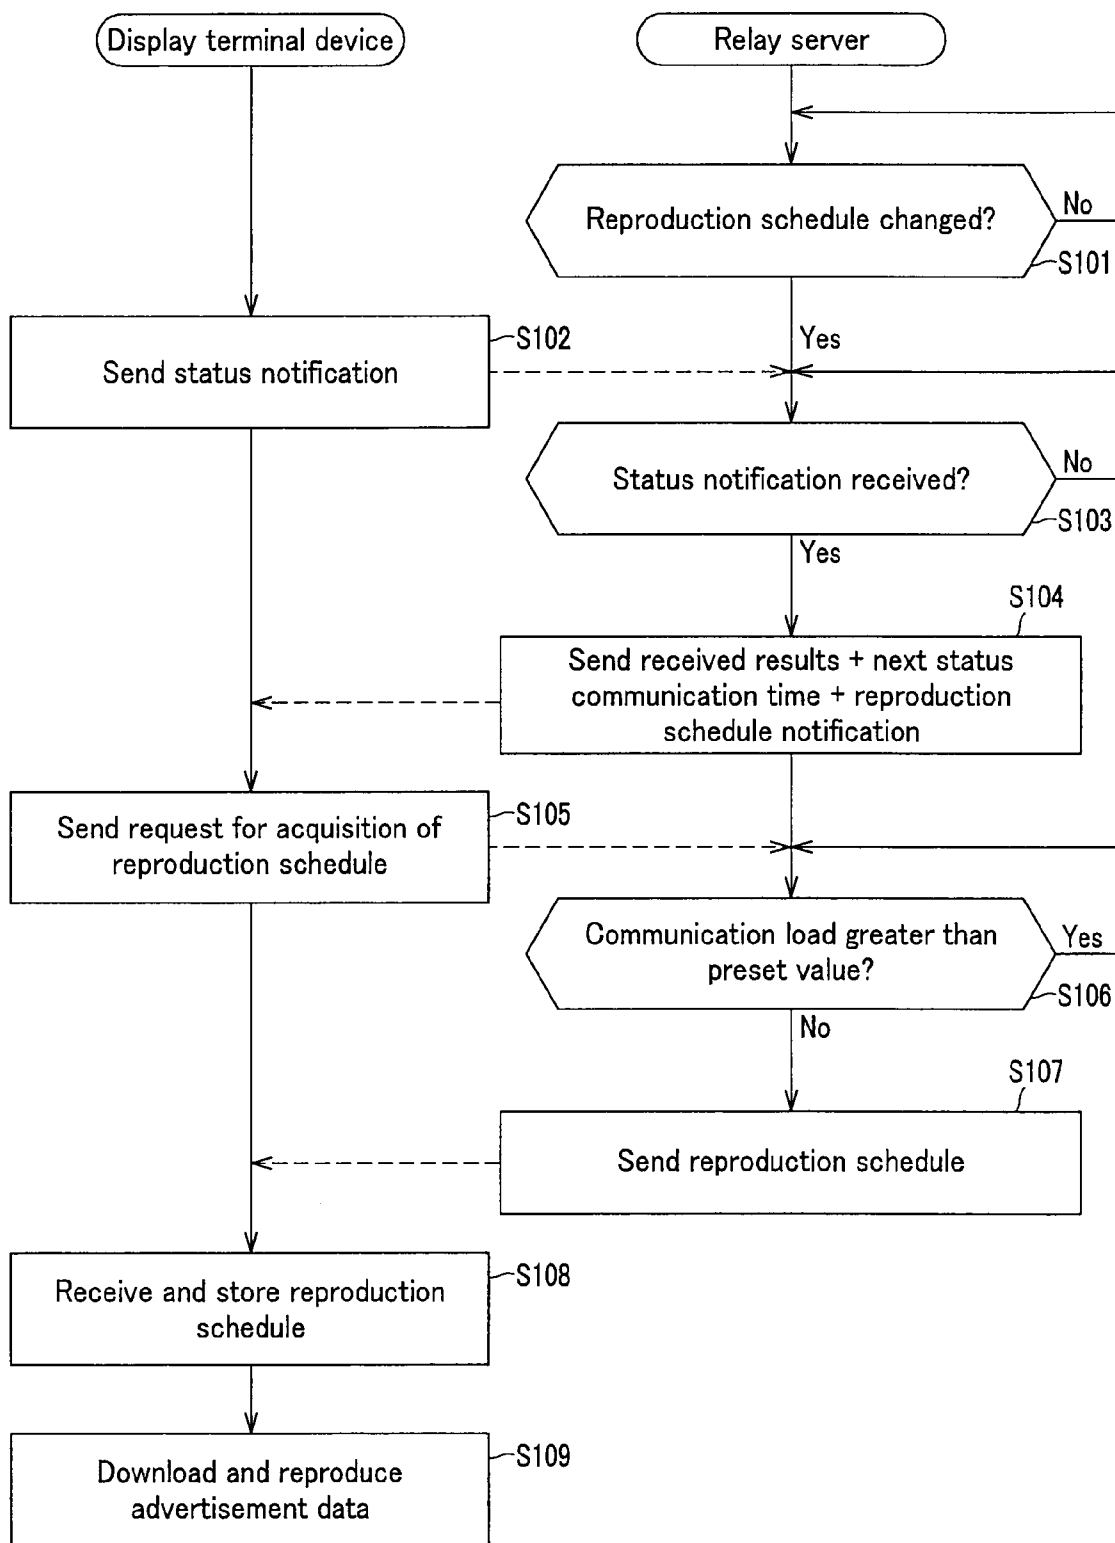 Display terminal device
Relay server
Reproduction schedule changed?
No
S101
Yes
Send status notification
S102
Status notification received?
No
S103
Yes
S104
Send received results + next status
communication time + reproduction
schedule notification
Send request for acquisition of
reproduction schedule
S105
Communication load greater than
preset value?
Yes
S106
No
S107
Send reproduction schedule
Receive and store reproduction
schedule
S108
Download and reproduce
advertisement data
S109